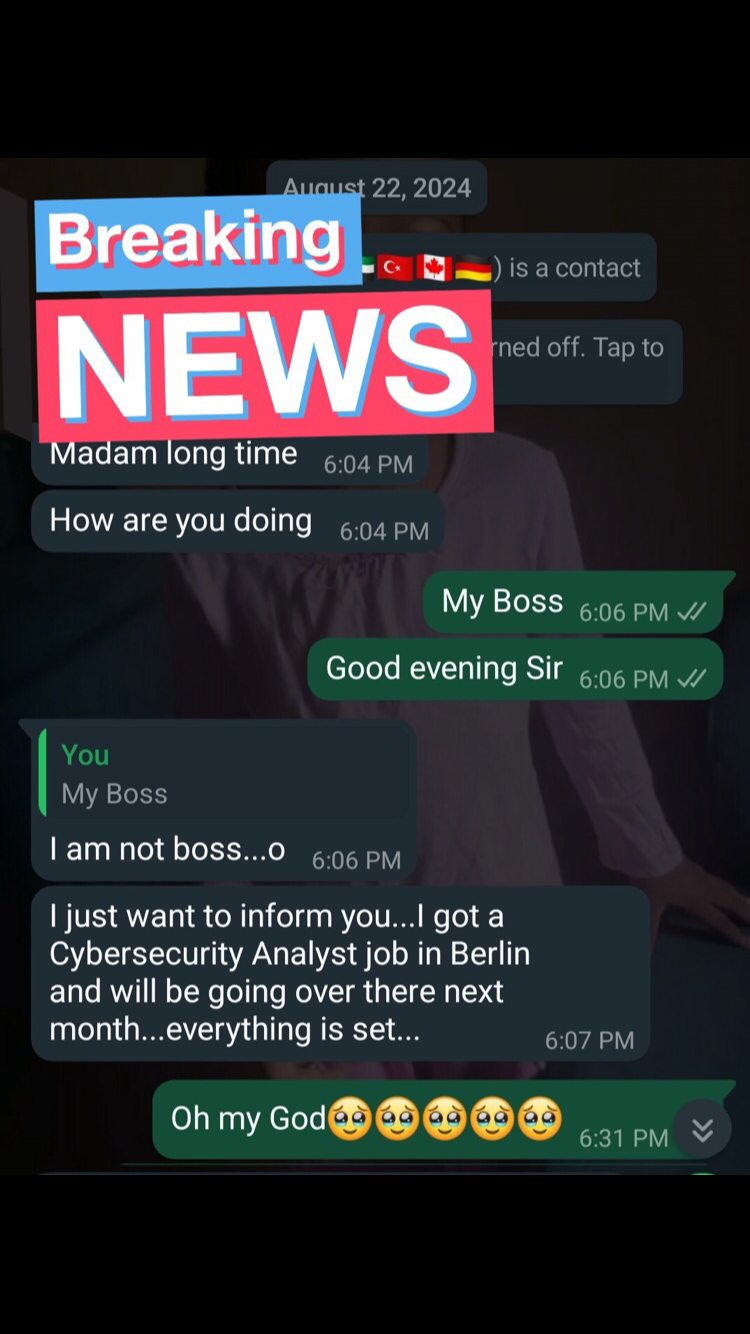 August 22, 2024
Breaking
NEWS
) is a contact
rned off. Tap to
Madam long time 6:04 PM
How are you doing 6:04 PM
My Boss 6:06 PM
Good evening Sir 6:06 PM
You
My Boss
I am not boss...o 6:06 PM
I just want to inform you...I got a
Cybersecurity Analyst job in Berlin
and will be going over there next
month...everything is set...
6:07 PM
Oh my God🥹🥹🥹🥹🥹 6:31 PM